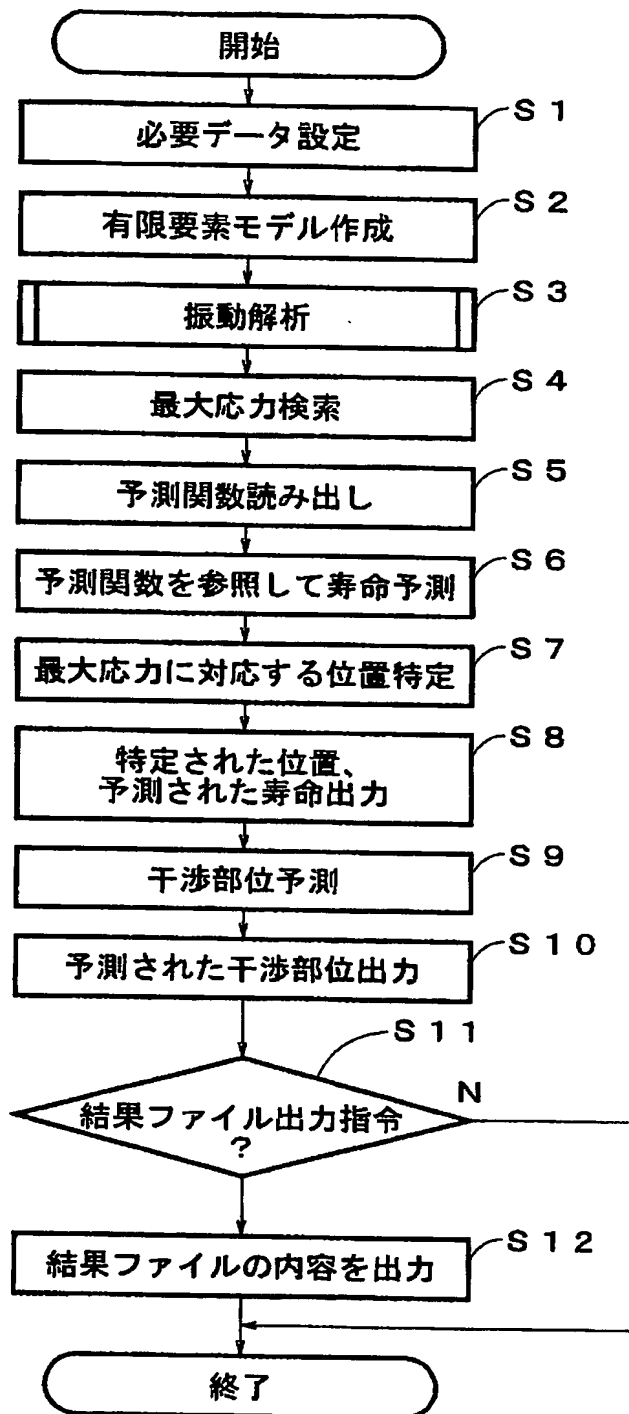 開始
S1
必要データ設定
S2
有限要素モデル作成
S3
振動解析
S4
最大応力検索
S5
予測関数読み出し
S6
予測関数を参照して寿命予測
S7
最大応力に対応する位置特定
S8
特定された位置、
予測された寿命出力
S9
干渉部位予測
S10
予測された干渉部位出力
S11
N
結果ファイル出力指令
?
S12
結果ファイルの内容を出力
終了